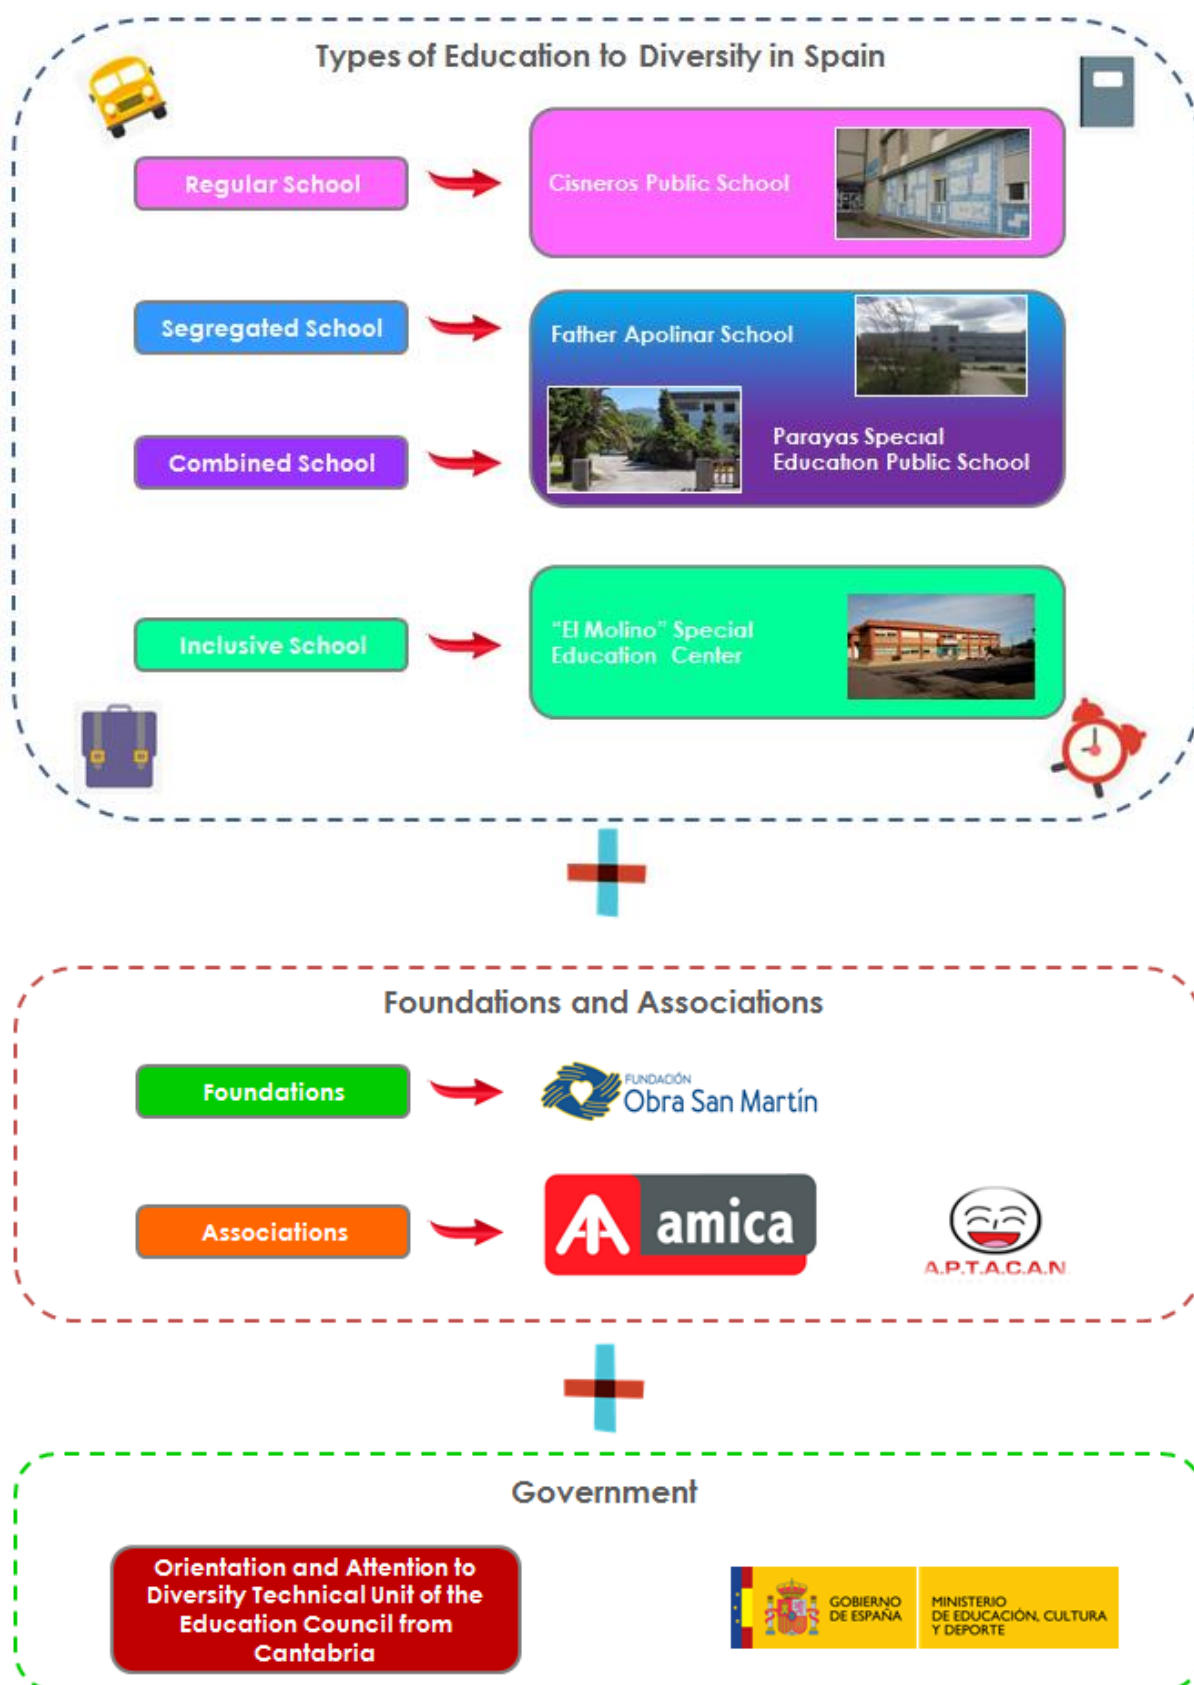 Types of Education to Diversity in Spain
Regular School
Cisneros Public School
Segregated School
Father Apolinar School
Combined School
Parayas Special
Education Public School
Inclusive School
“El Molino” Special
Education Center
Foundations and Associations
Foundations
FUNDACIÓN
Obra San Martín
Associations
amica
A.P.T.A.C.A.N.
Government
Orientation and Attention to
Diversity Technical Unit of the
Education Council from
Cantabria
GOBIERNO
DE ESPAÑA
MINISTERIO
DE EDUCACIÓN, CULTURA
Y DEPORTE